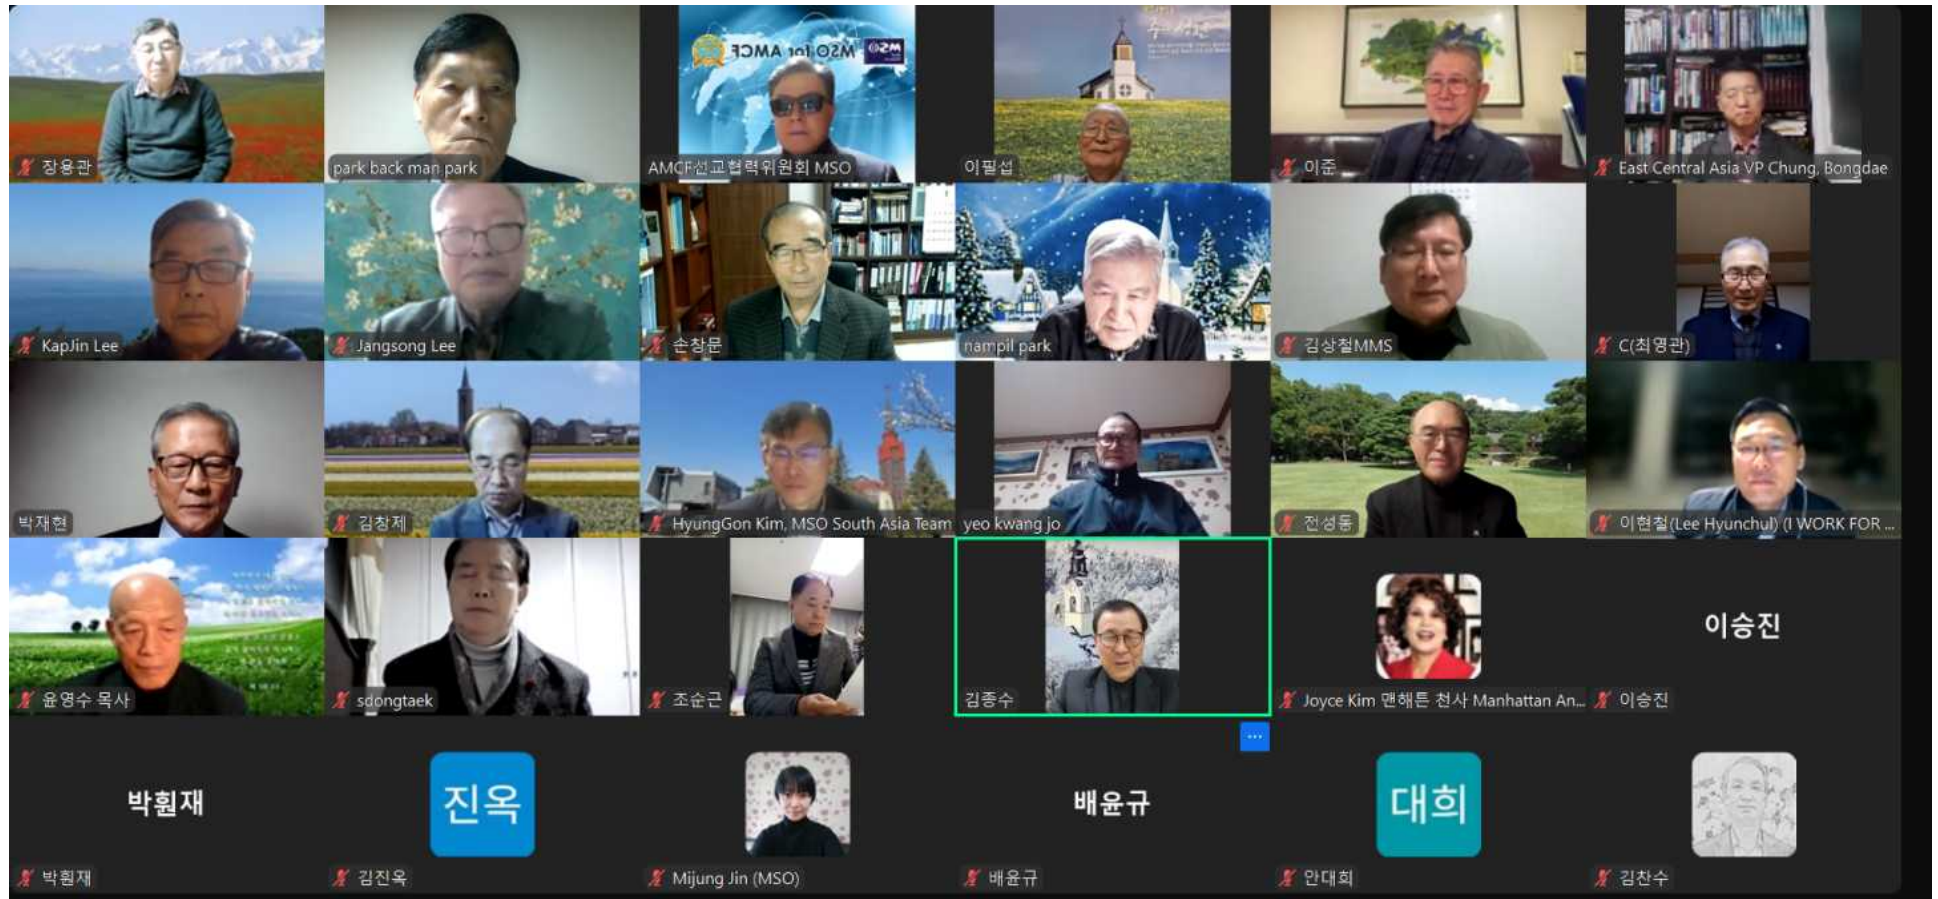 MSO for AMCF
MSO
장용관
park back man park
AMCF선교협력위원회 MSO
이필섭
이준
East Central Asia VP Chung, Bongdae
KapJin Lee
Jangsong Lee
손창문
nampil park
김상철MMS
C(최영관)
박재현
김창제
HyungGon Kim, MSO South Asia Team
yeo kwang jo
전성동
이현철(Lee Hyunchul) (I WORK FOR ...
윤영수 목사
sdongtaek
조순근
김종수
Joyce Kim 맨해튼 천사 Manhattan An...
이승진
이승진
박훤재
진옥
배윤규
대희
박훤재
김진옥
Mijung Jin (MSO)
배윤규
안대희
김찬수